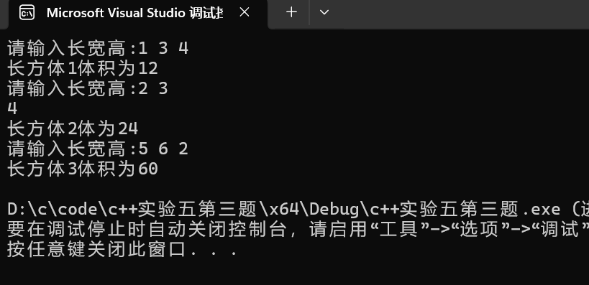 Microsoft Visual Studio 调试
请输入长宽高:1 3 4
长方体1体积为12
请输入长宽高:2 3
4
长方体2体为24
请输入长宽高:5 6 2
长方体3体积为60
D:\c\code\c++实验五第三题\x64\Debug\c++实验五第三题.exe (进
要在调试停止时自动关闭控制台，请启用“工具”->“选项”->“调试”
按任意键关闭此窗口. . .